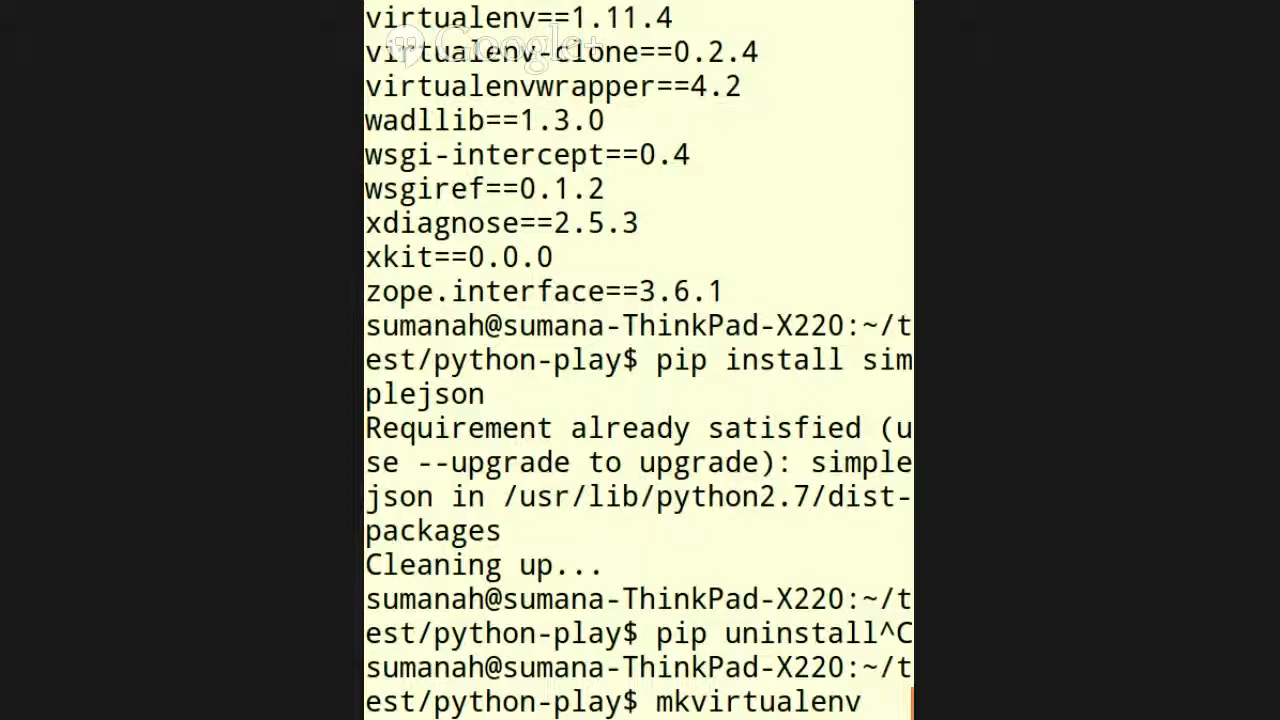 virtualenv==1.11.4
Google+
virtualenv-clone==0.2.4
virtualenvwrapper==4.2
wadllib==1.3.0
wsgi-intercept==0.4
wsgiref==0.1.2
xdiagnose==2.5.3
xkit==0.0.0
zope.interface==3.6.1
sumanah@sumana-ThinkPad-X220:~/t
est/python-play$ pip install sim
plejson
Requirement already satisfied (u
se --upgrade to upgrade): simple
json in /usr/lib/python2.7/dist-
packages
Cleaning up...
sumanah@sumana-ThinkPad-X220:~/t
est/python-play$ pip uninstall^C
sumanah@sumana-ThinkPad-X220:~/t
est/python-play$ mkvirtualenv